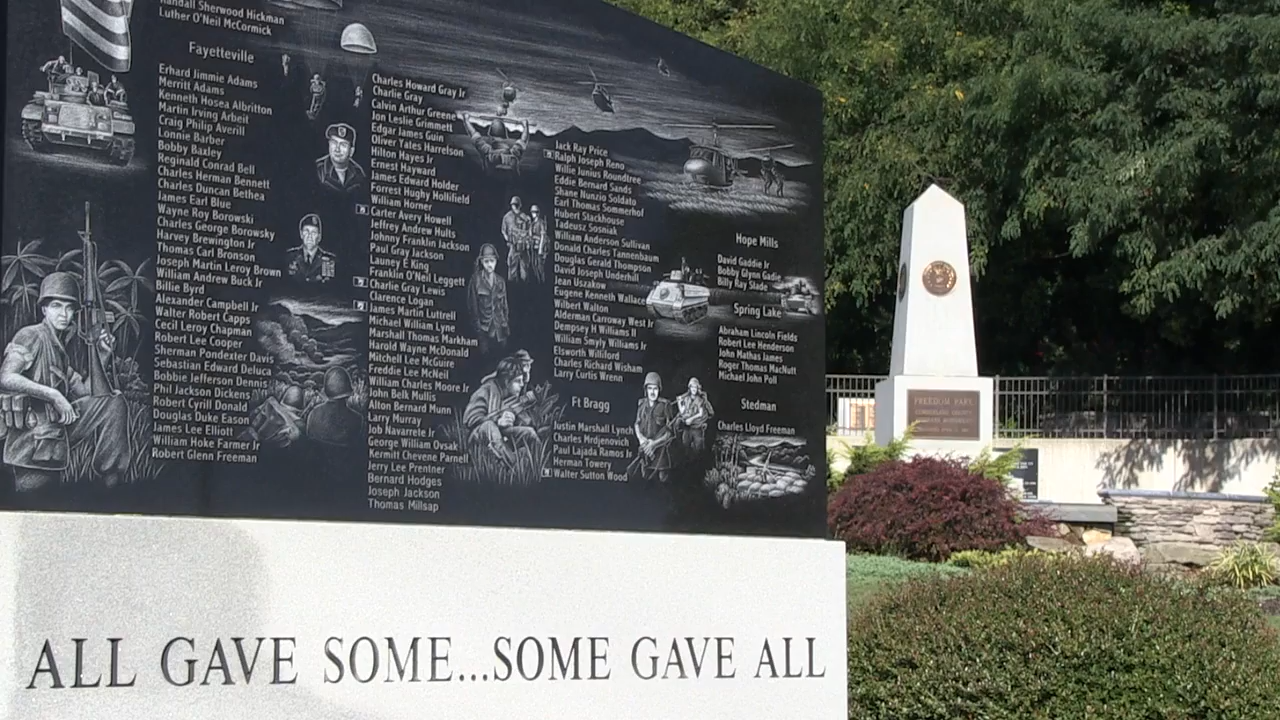 Randall Sherwood Hickman
Luther O'Neil McCormick
Fayetteville
Erhard Jimmie Adams
Merritt Adams
Kenneth Hosea Albritton
Martin Irving Arbeit
Craig Philip Averill
Lonnie Barber
Bobby Baxley
Reginald Conrad Bell
Charles Herman Bennett
Charles Duncan Bethea
James Earl Blue
Wayne Roy Borowski
Charles George Borowsky
Harvey Brewington Jr
Thomas Carl Bronson
Joseph Martin Leroy Brown
William Andrew Buck Jr
Billie Byrd
Alexander Campbell Jr
Walter Robert Capps
Cecil Leroy Chapman
Robert Lee Cooper
Sherman Pondexter Davis
Sebastian Edward Deluca
Bobbie Jefferson Dennis
Phil Jackson Dickens
Robert Cyrill Donald
Douglas Duke Eason
James Lee Elliott
William Hoke Farmer Jr
Robert Glenn Freeman
Charles Howard Gray Jr
Charlie Gray
Calvin Arthur Greene
Jon Leslie Grimmett
Edgar James Guin
Oliver Yates Harrelson
Hilton Hayes Jr
Ernest Hayward
James Edward Holder
Forrest Hughy Hollifield
William Horner
Carter Avery Howell
Jeffrey Andrew Hults
Johnny Franklin Jackson
Paul Gray Jackson
Launey E King
Franklin O'Neil Leggett
Charlie Gray Lewis
Clarence Logan
James Martin Luttrell
Michael William Lyne
Marshall Thomas Markham
Harold Wayne McDonald
Mitchell Lee McGuire
Freddie Lee McNeil
William Charles Moore Jr
John Belk Mullis
Alton Bernard Munn
Larry Murray
Job Navarrete Jr
George William Ovsak
Kermitt Chevere Parnell
Jerry Lee Prentner
Bernard Hodges
Joseph Jackson
Thomas Millsap
Jack Ray Price
Ralph Joseph Reno
Willie Junius Roundtree
Eddie Bernard Sands
Shane Nunzio Soldato
Earl Thomas Sommerhof
Hubert Stackhouse
Tadeusz Sosniak
William Anderson Sullivan
Donald Charles Tannenbaum
Douglas Gerald Thompson
David Joseph Underhill
Jean Uszakow
Eugene Kenneth Wallace
Wilbert Walton
Alderman Carroway West Jr
Dempsey H Williams II
William Smyly Williams Jr
Elsworth Williford
Charles Richard Wisham
Larry Curtis Wrenn
Ft Bragg
Justin Marshall Lynch
Charles Mrdjenovich
Paul Lajada Ramos Jr
Herman Towery
Walter Sutton Wood
Hope Mills
David Gaddie Jr
Bobby Glynn Gadie
Billy Ray Slade
Spring Lake
Abraham Lincoln Fields
Robert Lee Henderson
John Mathas James
Roger Thomas MacNutt
Michael John Poll
Stedman
Charles Lloyd Freeman
ALL GAVE SOME...SOME GAVE ALL
FREEDOM PARK
CUMBERLAND COUNTY